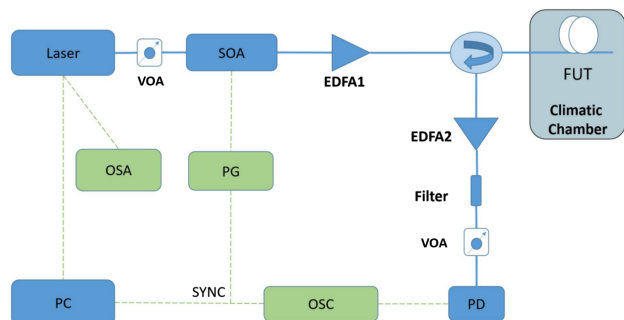 Laser
VOA
SOA
EDFA1
FUT
Climatic
Chamber
OSA
PG
EDFA2
Filter
VOA
PC
SYNC
OSC
PD